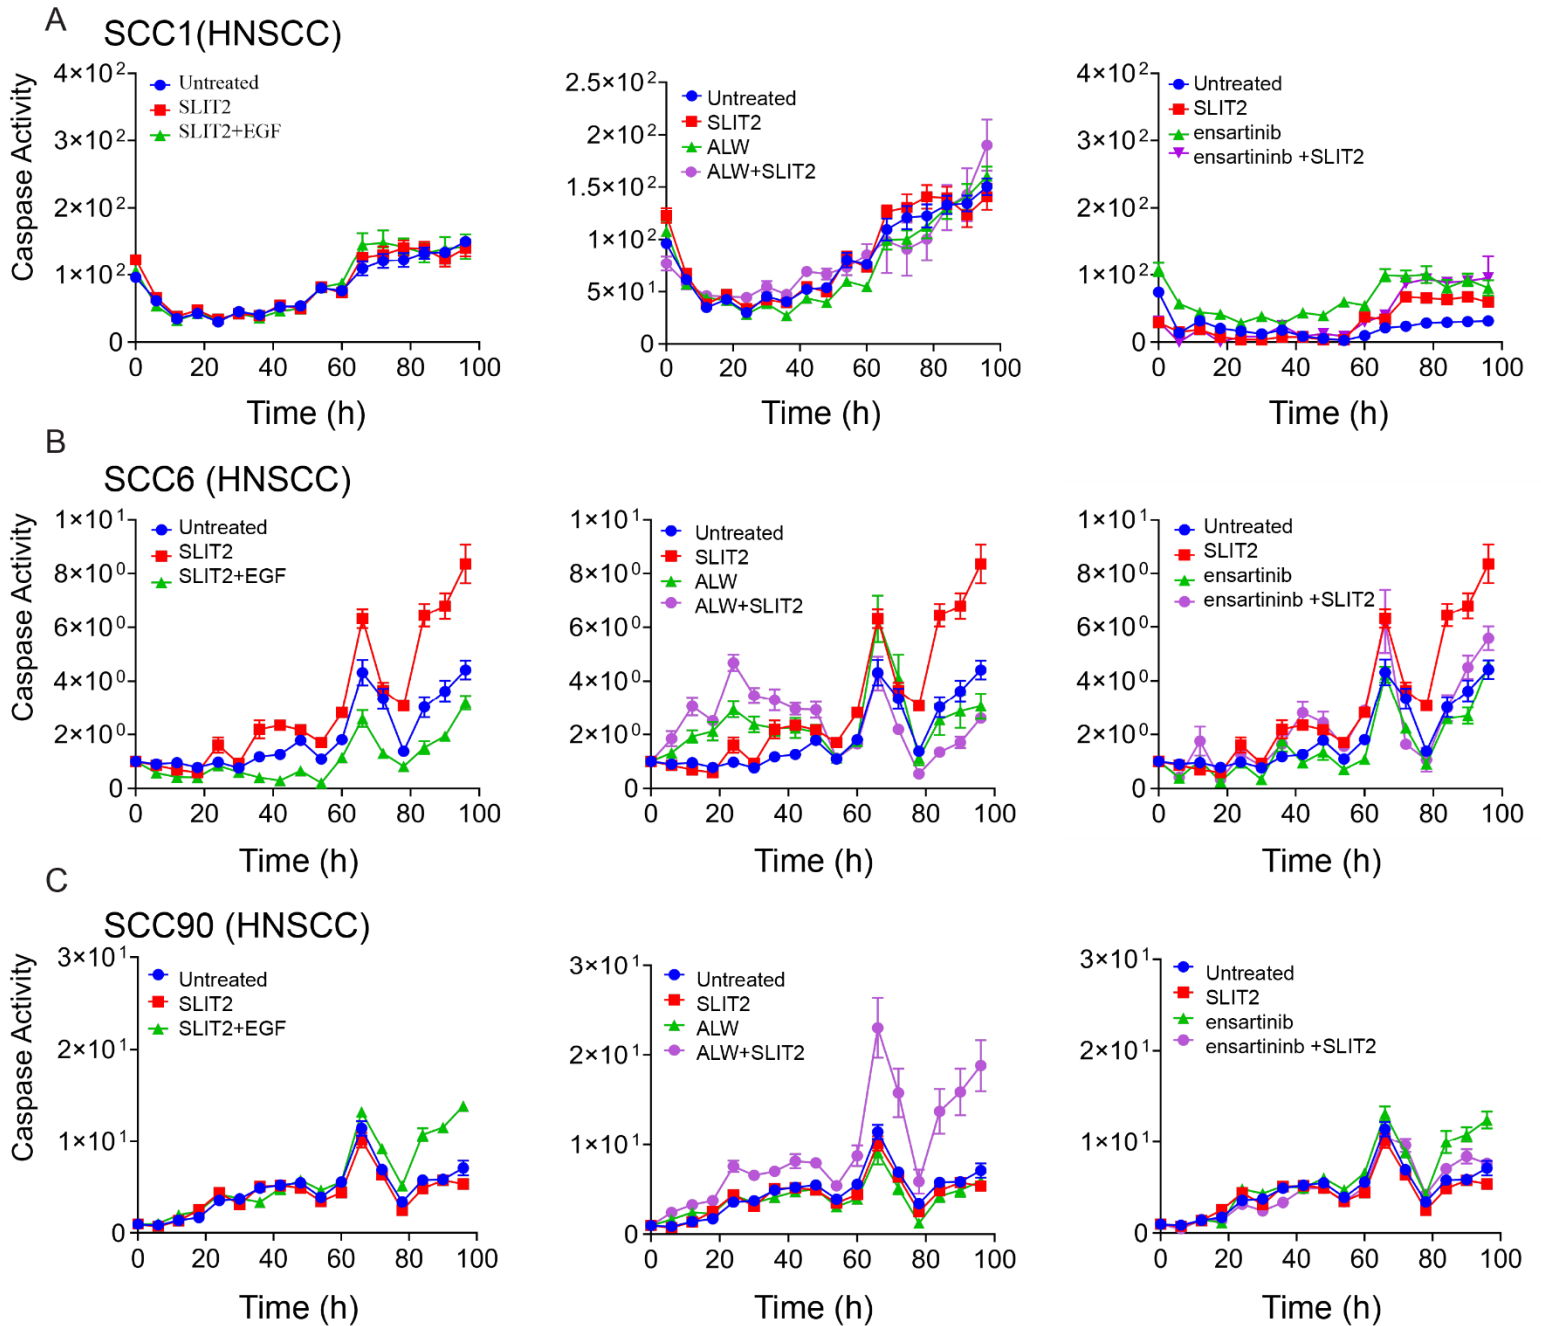 A
SCC1(HNSCC)
Caspase Activity
4×10²
3×10²
2×10²
1×10²
0
0 20 40 60 80 100
Time (h)
Untreated
SLIT2
SLIT2+EGF
2.5×10²
2×10²
1.5×10²
1×10²
5×10¹
0
0 20 40 60 80 100
Time (h)
Untreated
SLIT2
ALW
ALW+SLIT2
4×10²
3×10²
2×10²
1×10²
0
0 20 40 60 80 100
Time (h)
Untreated
SLIT2
ensartinib
ensartininb +SLIT2
B
SCC6 (HNSCC)
Caspase Activity
1×10¹
8×10⁰
6×10⁰
4×10⁰
2×10⁰
0
0 20 40 60 80 100
Time (h)
Untreated
SLIT2
SLIT2+EGF
1×10¹
8×10⁰
6×10⁰
4×10⁰
2×10⁰
0
0 20 40 60 80 100
Time (h)
Untreated
SLIT2
ALW
ALW+SLIT2
1×10¹
8×10⁰
6×10⁰
4×10⁰
2×10⁰
0
0 20 40 60 80 100
Time (h)
Untreated
SLIT2
ensartinib
ensartininb +SLIT2
C
SCC90 (HNSCC)
Caspase Activity
3×10¹
2×10¹
1×10¹
0
0 20 40 60 80 100
Time (h)
Untreated
SLIT2
SLIT2+EGF
3×10¹
2×10¹
1×10¹
0
0 20 40 60 80 100
Time (h)
Untreated
SLIT2
ALW
ALW+SLIT2
3×10¹
2×10¹
1×10¹
0
0 20 40 60 80 100
Time (h)
Untreated
SLIT2
ensartinib
ensartininb +SLIT2